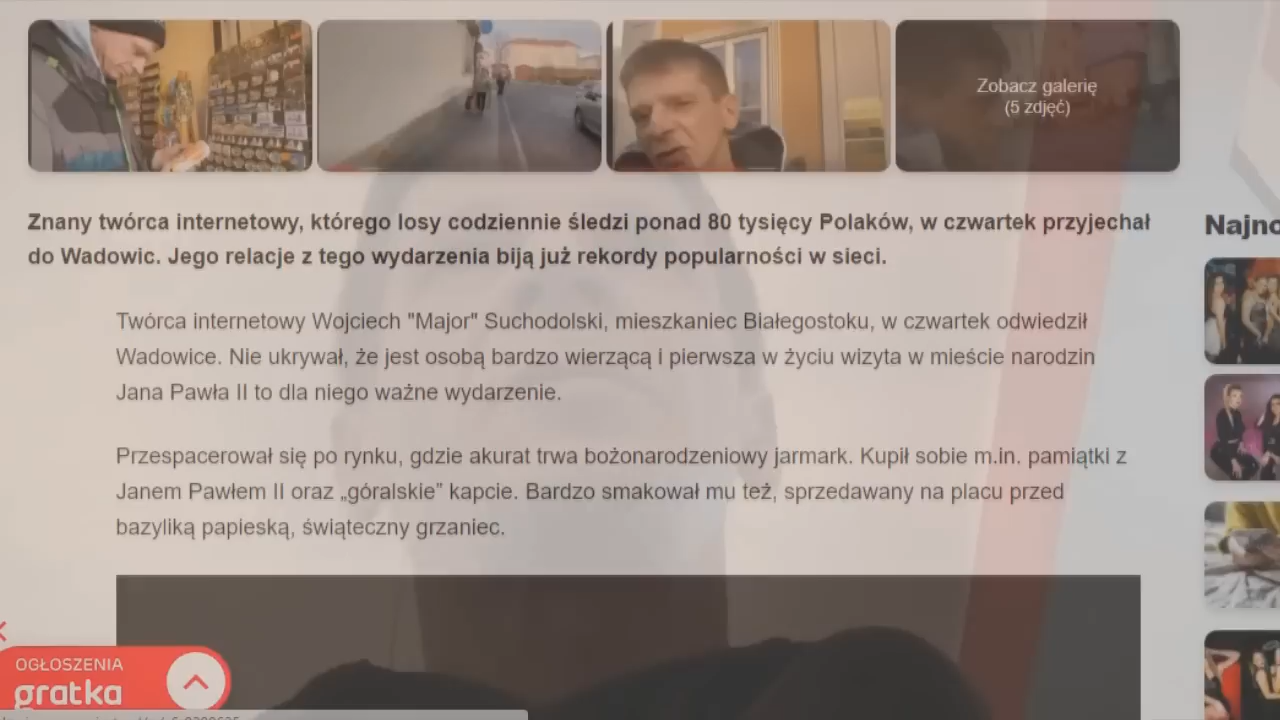 Zobacz galerię
(5 zdjęć)
Znany twórca internetowy, którego losy codziennie śledzi ponad 80 tysięcy Polaków, w czwartek przyjechał
do Wadowic. Jego relacje z tego wydarzenia biją już rekordy popularności w sieci.
Najno
Twórca internetowy Wojciech "Major" Suchodolski, mieszkaniec Białegostoku, w czwartek odwiedził
Wadowice. Nie ukrywał, że jest osobą bardzo wierzącą i pierwsza w życiu wizyta w mieście narodzin
Jana Pawła II to dla niego ważne wydarzenie.
Przespacerował się po rynku, gdzie akurat trwa bożonarodzeniowy jarmark. Kupił sobie m.in. pamiątki z
Janem Pawłem II oraz „góralskie” kapcie. Bardzo smakował mu też, sprzedawany na placu przed
bazyliką papieską, świąteczny grzaniec.
OGŁOSZENIA
gratka